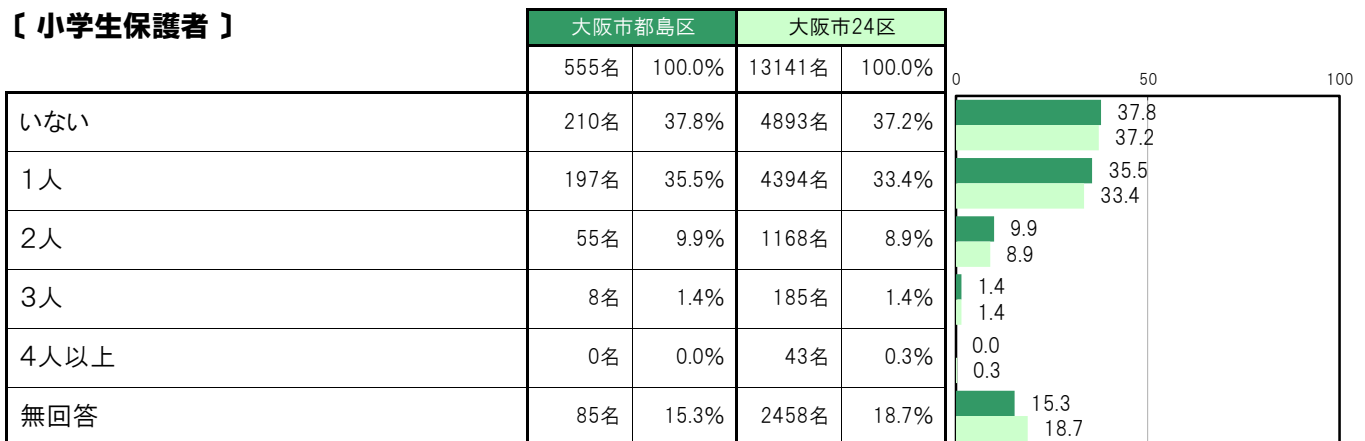 〔 小学生保護者 〕
大阪市都島区 大阪市24区
555名 100.0% 13141名 100.0%
0 50 100
いない 210名 37.8% 4893名 37.2% 37.8
37.2
1人 197名 35.5% 4394名 33.4% 35.5
33.4
2人 55名 9.9% 1168名 8.9% 9.9
8.9
3人 8名 1.4% 185名 1.4% 1.4
1.4
4人以上 0名 0.0% 43名 0.3% 0.0
0.3
無回答 85名 15.3% 2458名 18.7% 15.3
18.7